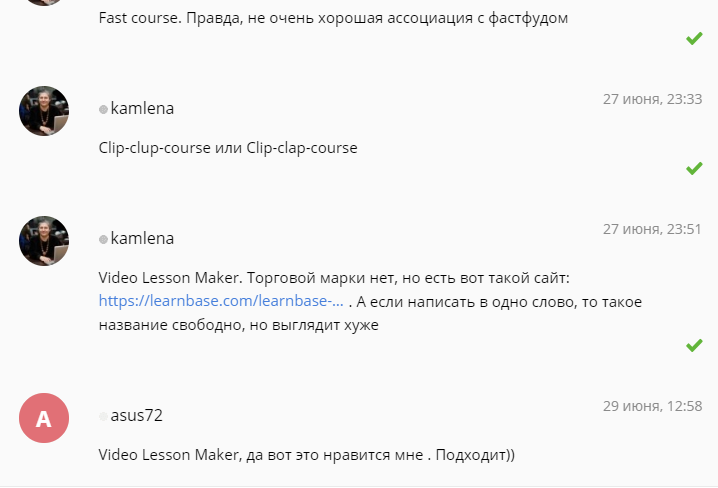 Fast course. Правда, не очень хорошая ассоциация с фастфудом
kamlena
27 июня, 23:33
Clip-clup-course или Clip-clap-course
kamlena
27 июня, 23:51
Video Lesson Maker. Торговой марки нет, но есть вот такой сайт:
https://learnbase.com/learnbase-... . А если написать в одно слово, то такое
название свободно, но выглядит хуже
A
asus72
29 июня, 12:58
Video Lesson Maker, да вот это нравится мне . Подходит))